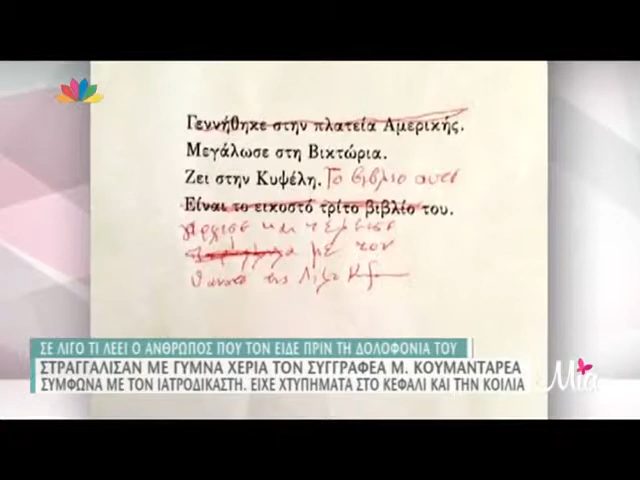 Γεννήθηκε στην πλατεία Αμερικής.
Μεγάλωσε στη Βικτώρια.
Ζει στην Κυψέλη. Το βιβλίο αυτό
Είναι το εικοστό τρίτο βιβλίο του.
και
με τον
ΣΕ ΛΙΓΟ ΤΙ ΛΕΕΙ Ο ΑΝΘΡΩΠΟΣ ΠΟΥ ΤΟΝ ΕΙΔΕ ΠΡΙΝ ΤΗ ΔΟΛΟΦΟΝΙΑ ΤΟΥ
ΣΤΡΑΓΓΑΛΙΣΑΝ ΜΕ ΓΥΜΝΑ ΧΕΡΙΑ ΤΟΝ ΣΥΓΓΡΑΦΕΑ Μ. ΚΟΥΜΑΝΤΑΡΕΑ
ΣΥΜΦΩΝΑ ΜΕ ΤΟΝ ΙΑΤΡΟΔΙΚΑΣΤΗ. ΕΙΧΕ ΧΤΥΠΗΜΑΤΑ ΣΤΟ ΚΕΦΑΛΙ ΚΑΙ ΤΗΝ ΚΟΙΛΙΑ
Μία